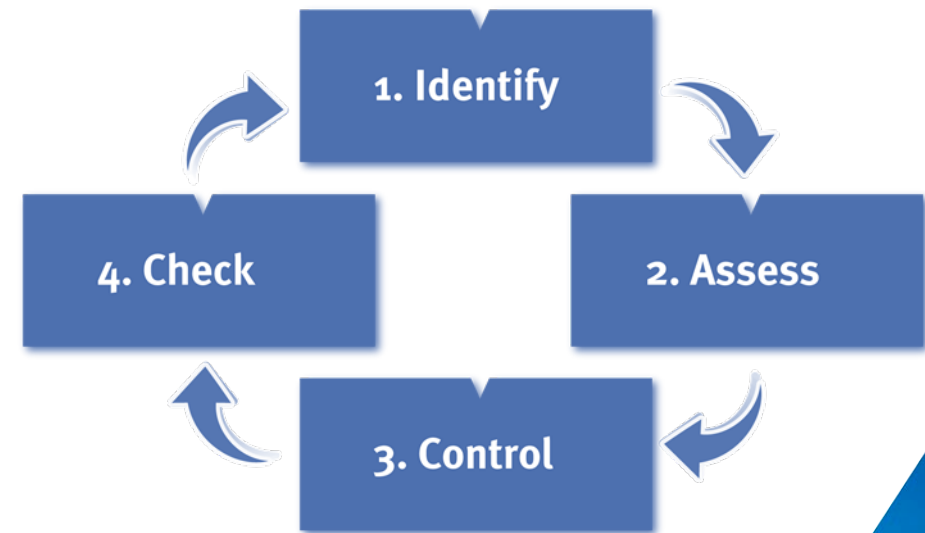 1. Identify
2. Assess
3. Control
4. Check